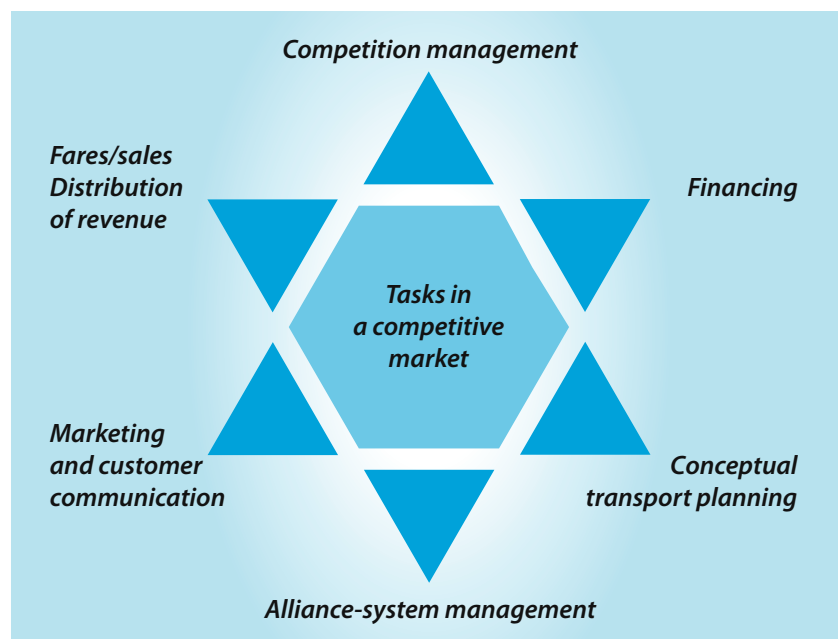 Competition management
Fares/sales
Distribution
of revenue
Financing
Tasks in
a competitive
market
Marketing
and customer
communication
Conceptual
transport planning
Alliance-system management